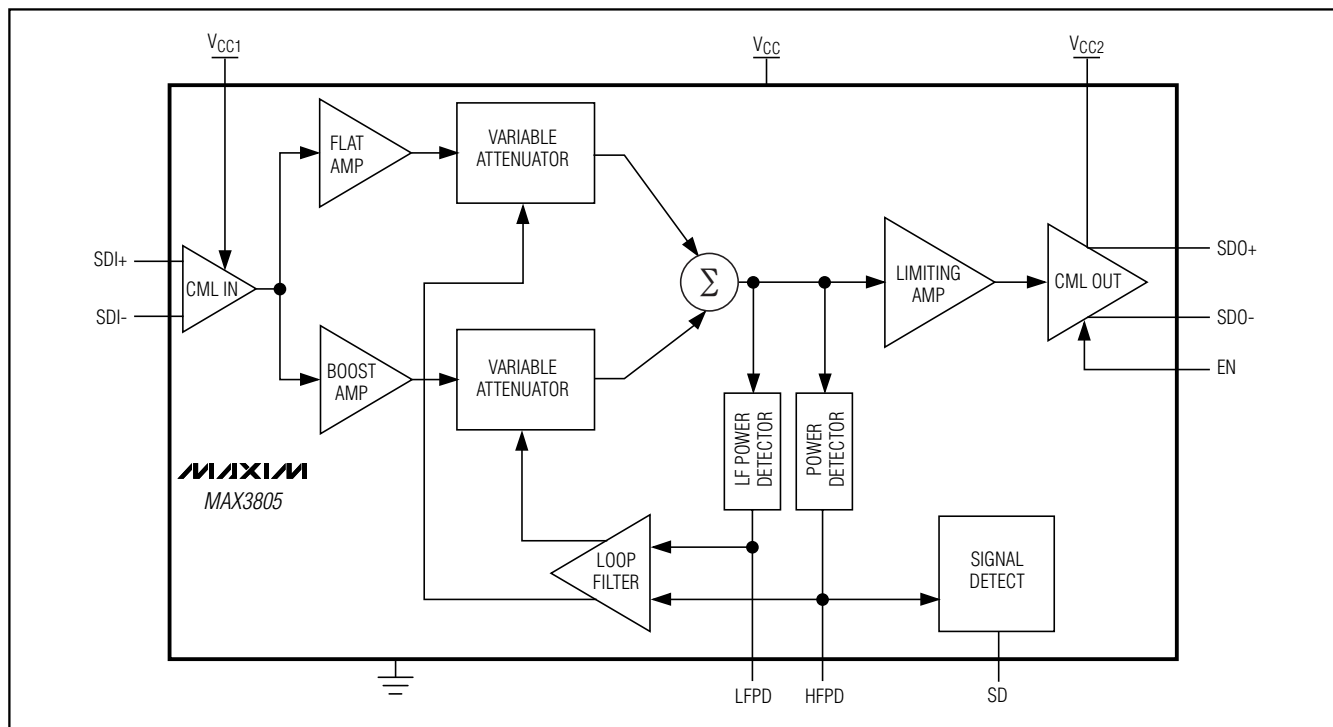 VCC1
VCC
VCC2
FLAT
AMP
VARIABLE
ATTENUATOR
SDI+
SDI-
CML IN
Σ
LIMITING
AMP
CML OUT
SDO+
SDO-
EN
BOOST
AMP
VARIABLE
ATTENUATOR
LF POWER
DETECTOR
POWER
DETECTOR
MAXIM
MAX3805
LOOP
FILTER
SIGNAL
DETECT
LFPD
HFPD
SD